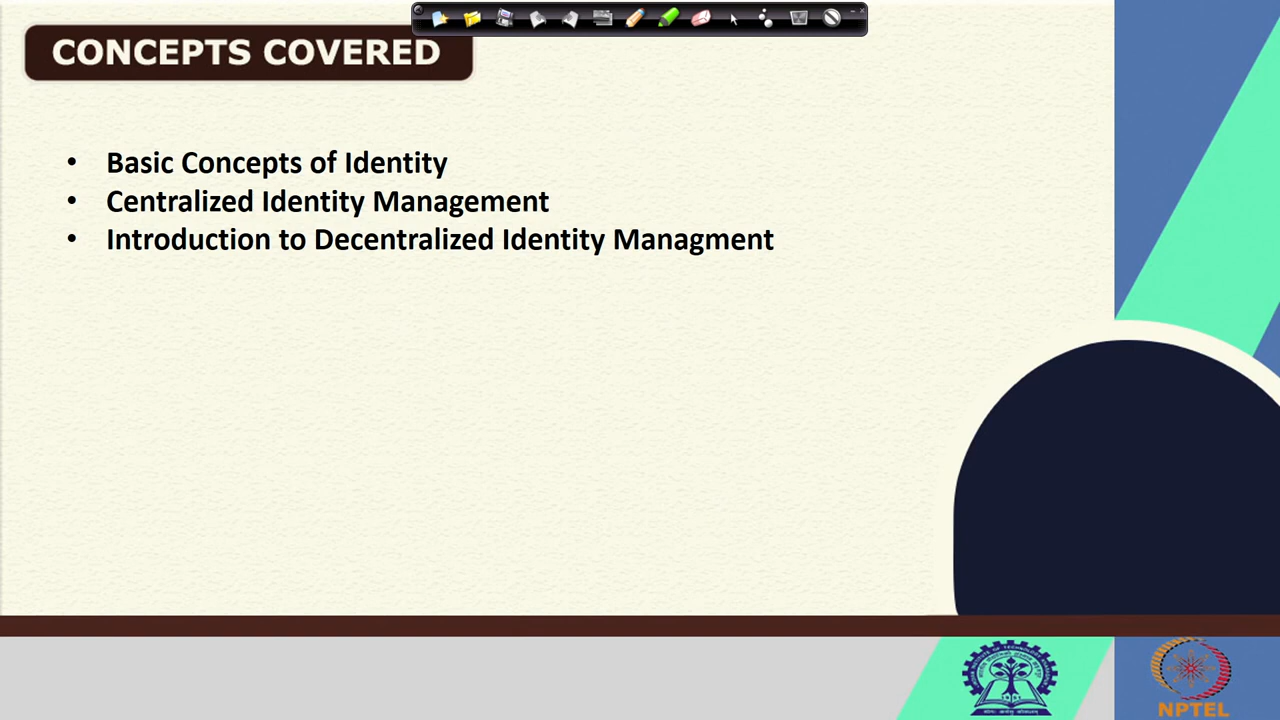 CONCEPTS COVERED
• Basic Concepts of Identity
• Centralized Identity Management
• Introduction to Decentralized Identity Managment
NPTEL